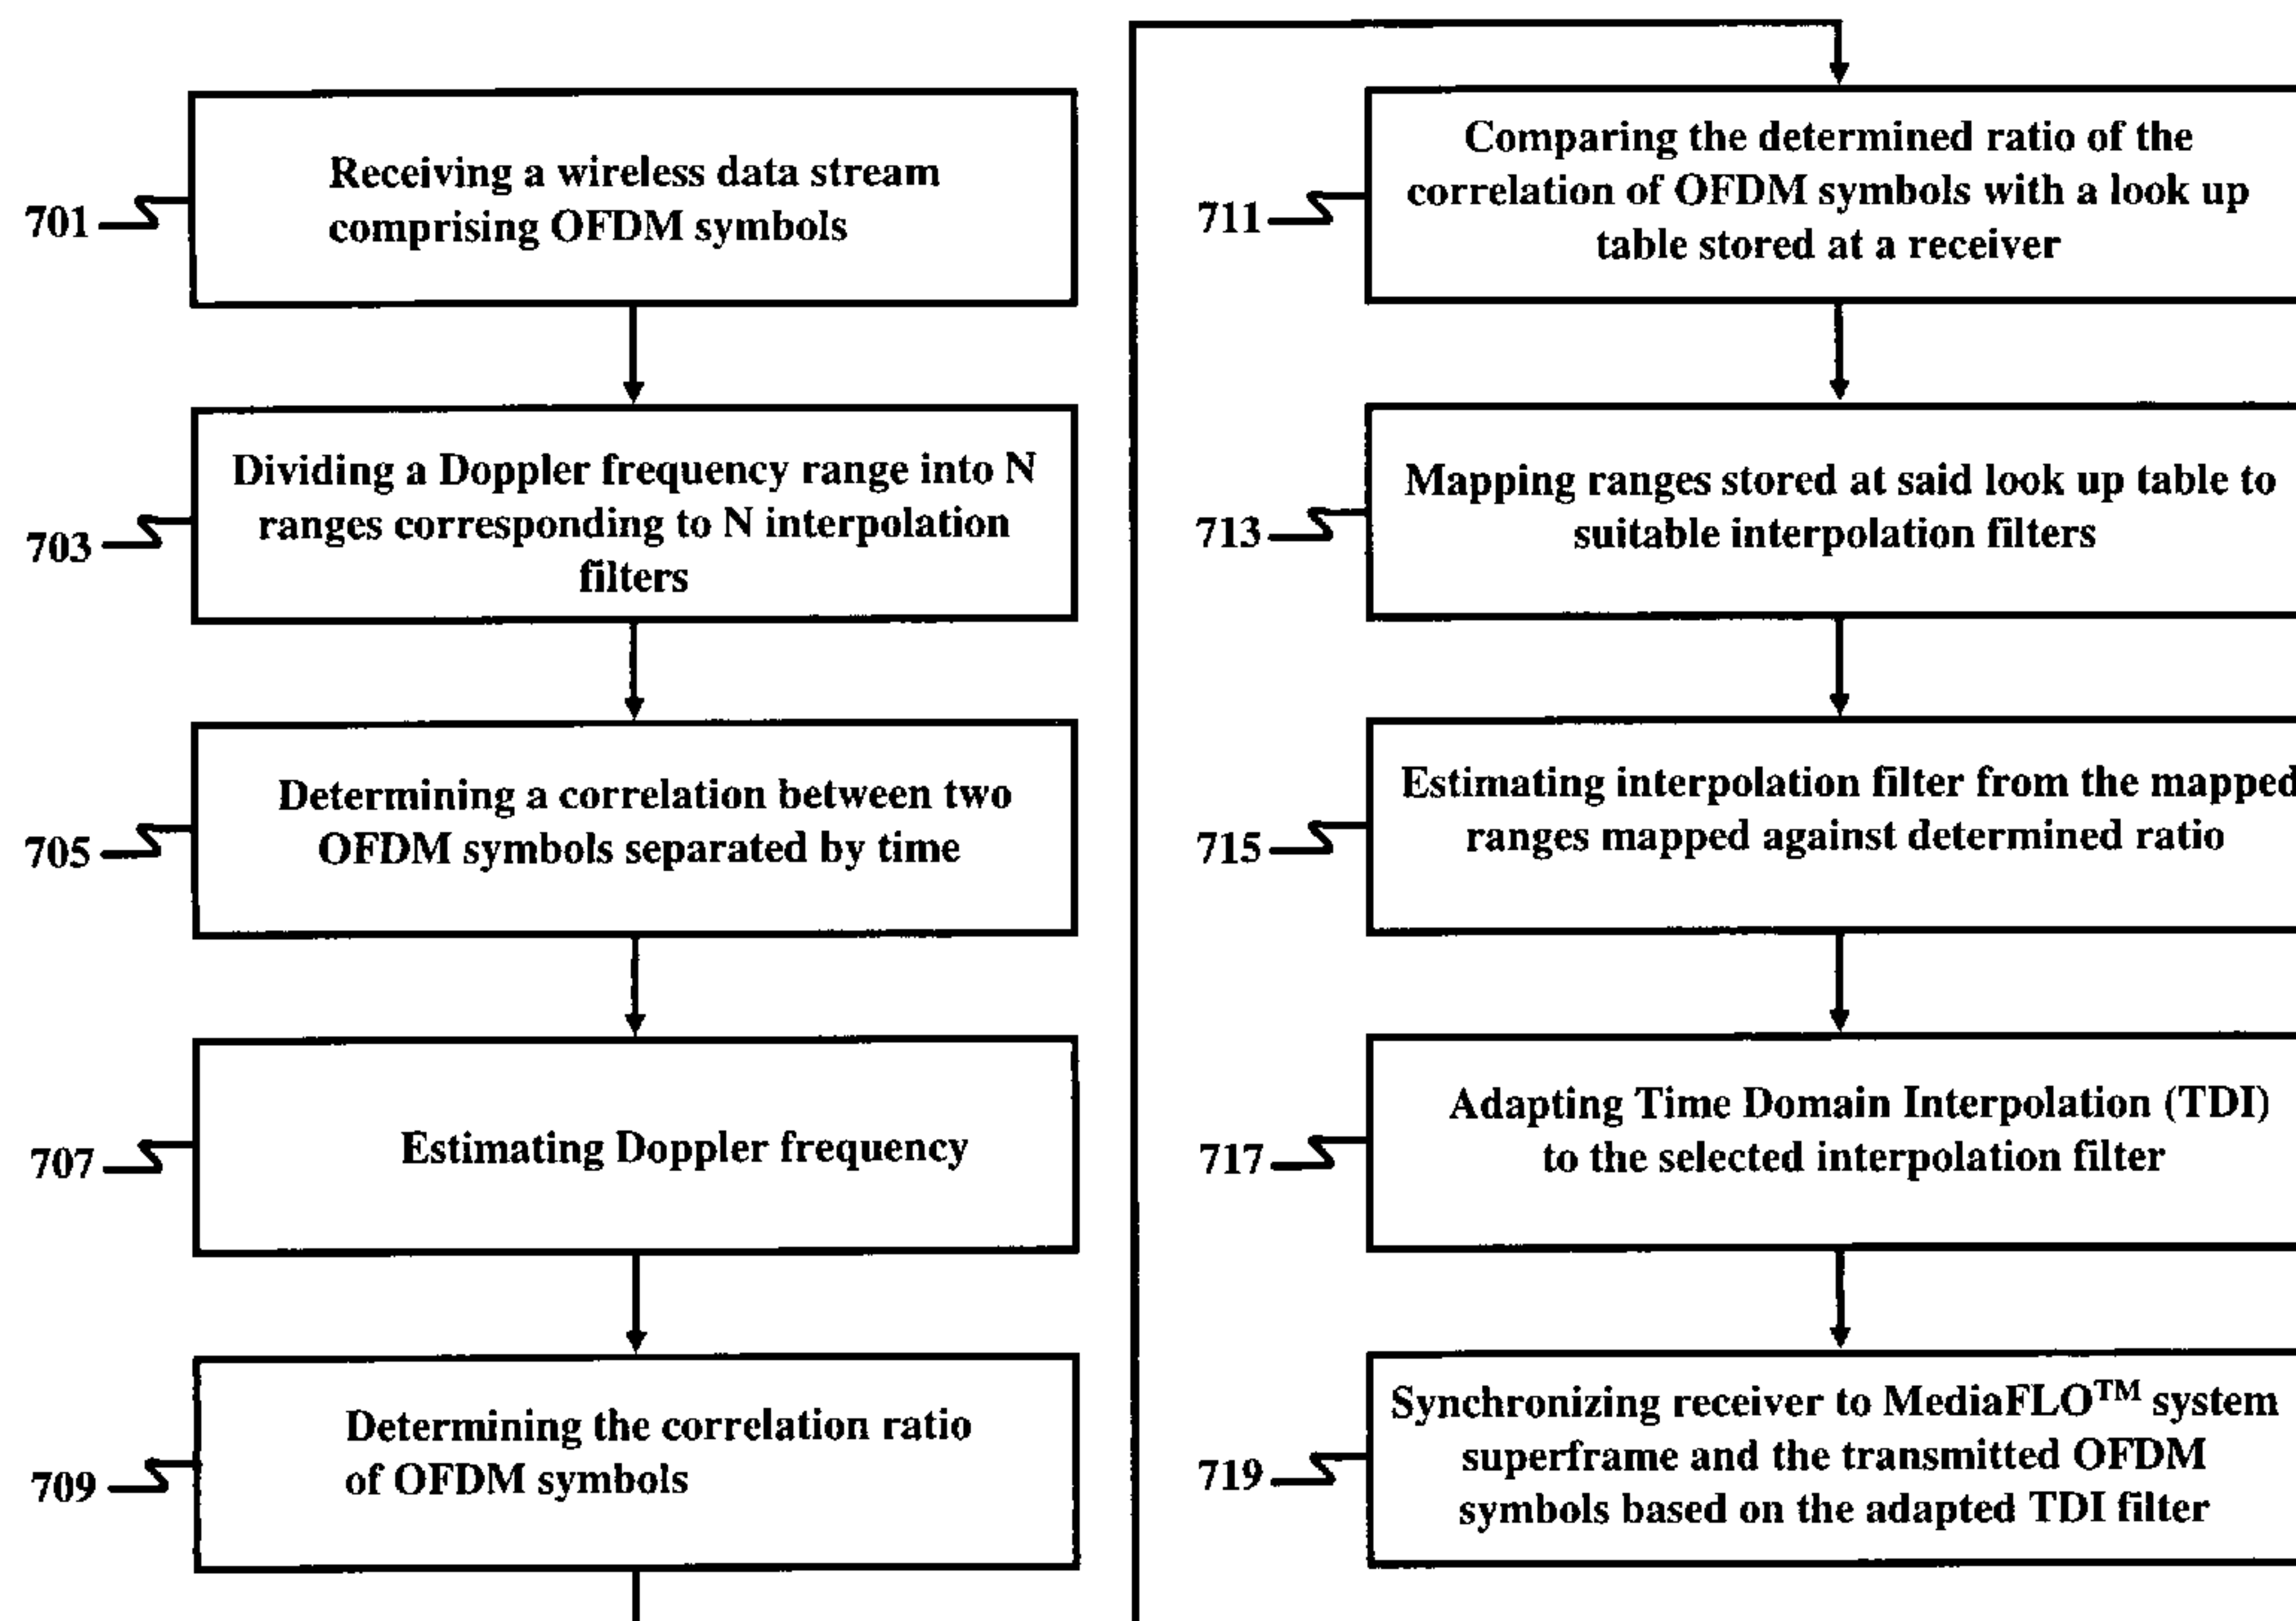 701
Receiving a wireless data stream
comprising OFDM symbols
703
Dividing a Doppler frequency range into N
ranges corresponding to N interpolation
filters
705
Determining a correlation between two
OFDM symbols separated by time
707
Estimating Doppler frequency
709
Determining the correlation ratio
of OFDM symbols
711
Comparing the determined ratio of the
correlation of OFDM symbols with a look up
table stored at a receiver
713
Mapping ranges stored at said look up table to
suitable interpolation filters
715
Estimating interpolation filter from the mapped
ranges mapped against determined ratio
717
Adapting Time Domain Interpolation (TDI)
to the selected interpolation filter
719
Synchronizing receiver to MediaFLO™ system
superframe and the transmitted OFDM
symbols based on the adapted TDI filter